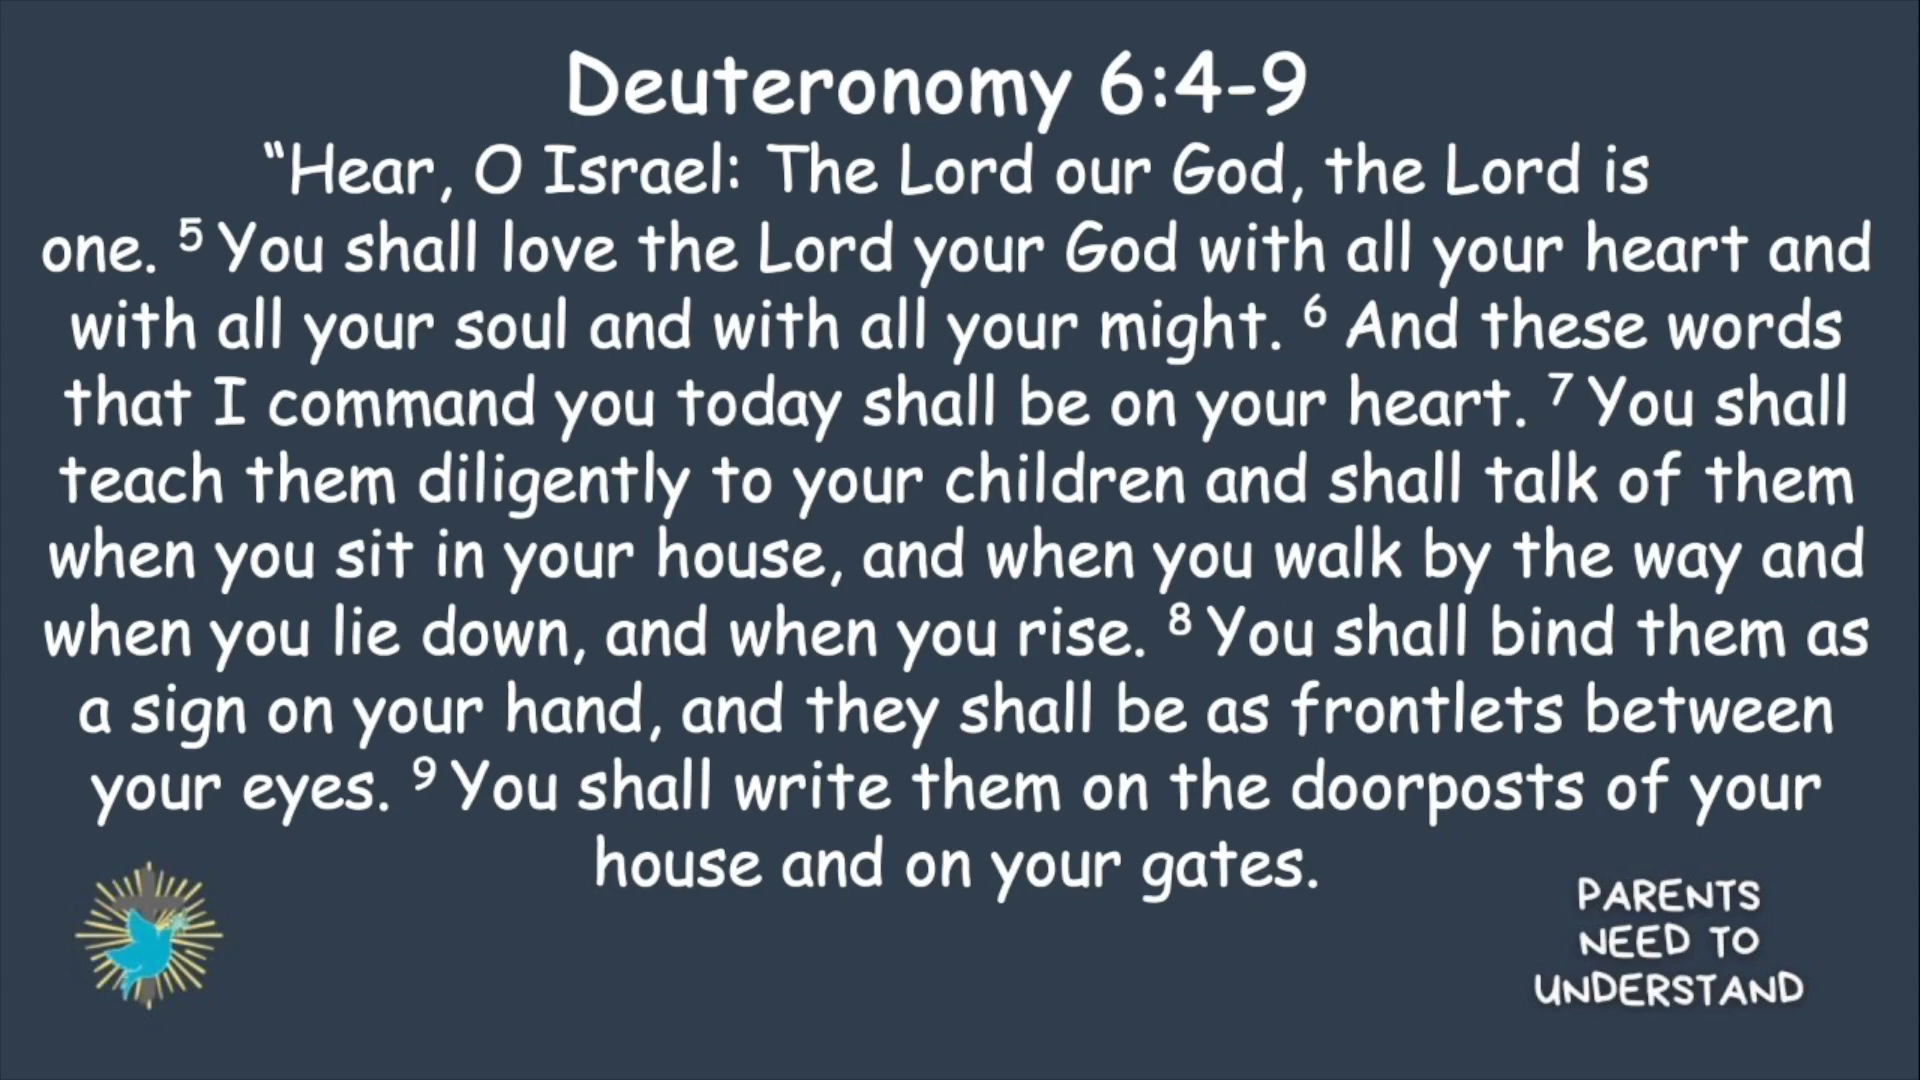 Deuteronomy 6:4-9
“Hear, O Israel: The Lord our God, the Lord is
one. ⁵ You shall love the Lord your God with all your heart and
with all your soul and with all your might. ⁶ And these words
that I command you today shall be on your heart. ⁷ You shall
teach them diligently to your children and shall talk of them
when you sit in your house, and when you walk by the way and
when you lie down, and when you rise. ⁸ You shall bind them as
a sign on your hand, and they shall be as frontlets between
your eyes. ⁹ You shall write them on the doorposts of your
house and on your gates.
PARENTS
NEED TO
UNDERSTAND